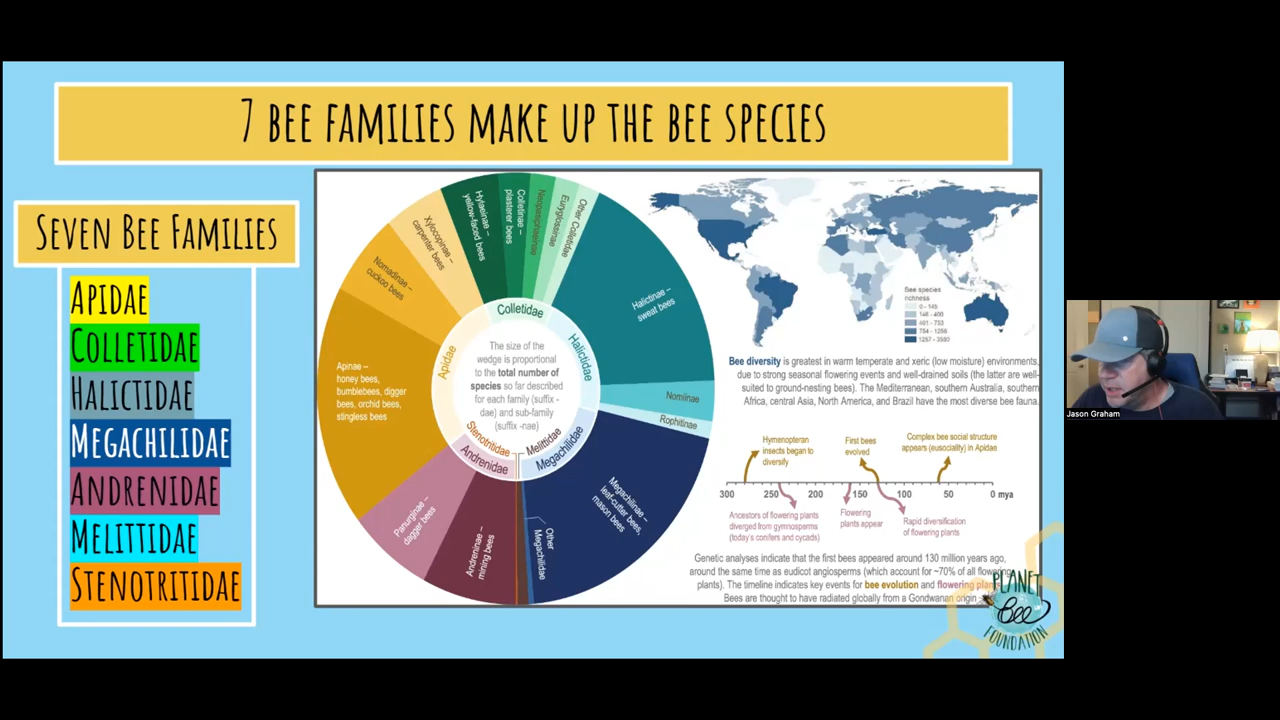 7 BEE FAMILIES MAKE UP THE BEE SPECIES
SEVEN BEE FAMILIES
APIDAE
COLLETIDAE
HALICTIDAE
MEGACHILIDAE
ANDRENIDAE
MELITTIDAE
STENOTRITIDAE
Apidae
Apinae –
honey bees,
bumblebees, digger
bees, orchid bees,
stingless bees
Nomadinae –
cuckoo bees
Xylocopinae –
carpenter bees
Colletidae
Hylaeinae –
yellow-faced bees
Colletinae –
plasterer bees
Neopasiphaeinae
Euryglossinae
Other Colletidae
Halictidae
Halictinae –
sweat bees
Nomiinae
Rophitinae
Megachilidae
Megachilinae –
leaf-cutter bees,
mason bees
Other
Megachilidae
Melittidae
Stenotritidae
Andrenidae
Andreninae
mining bees
Panurginae –
dagger bees
The size of the
wedge is proportional
to the total number of
species so far described
for each family (suffix -
dae) and sub-family
(suffix -nae)
Bee species
richness
0 - 145
146 - 400
401 - 753
754 - 1256
Bee diversity is greatest in warm temperate and xeric (low moisture) environments,
due to strong seasonal flowering events and well-drained soils (the latter are well-
suited to ground-nesting bees). The Mediterranean, southern Australia, southern
Africa, central Asia, North America, and Brazil have the most diverse bee fauna.
Hymenopteran
insects began to
diversify
First bees
evolved
Complex bee social structure
appears (eusociality) in Apidae
300 250 200 150 100 50 0 mya
Ancestors of flowering plants
diverged from gymnosperms
(today's conifers and cycads)
Flowering
plants appear
Rapid diversification
of flowering plants
Genetic analyses indicate that the first bees appeared around 130 million years ago,
around the same time as eudicot angiosperms (which account for ~70% of all flowering
plants). The timeline indicates key events for bee evolution and flowering
Bees are thought to have radiated globally from a Gondwanan origin
PLANET
Bee
FOUNDATION
Jason Graham